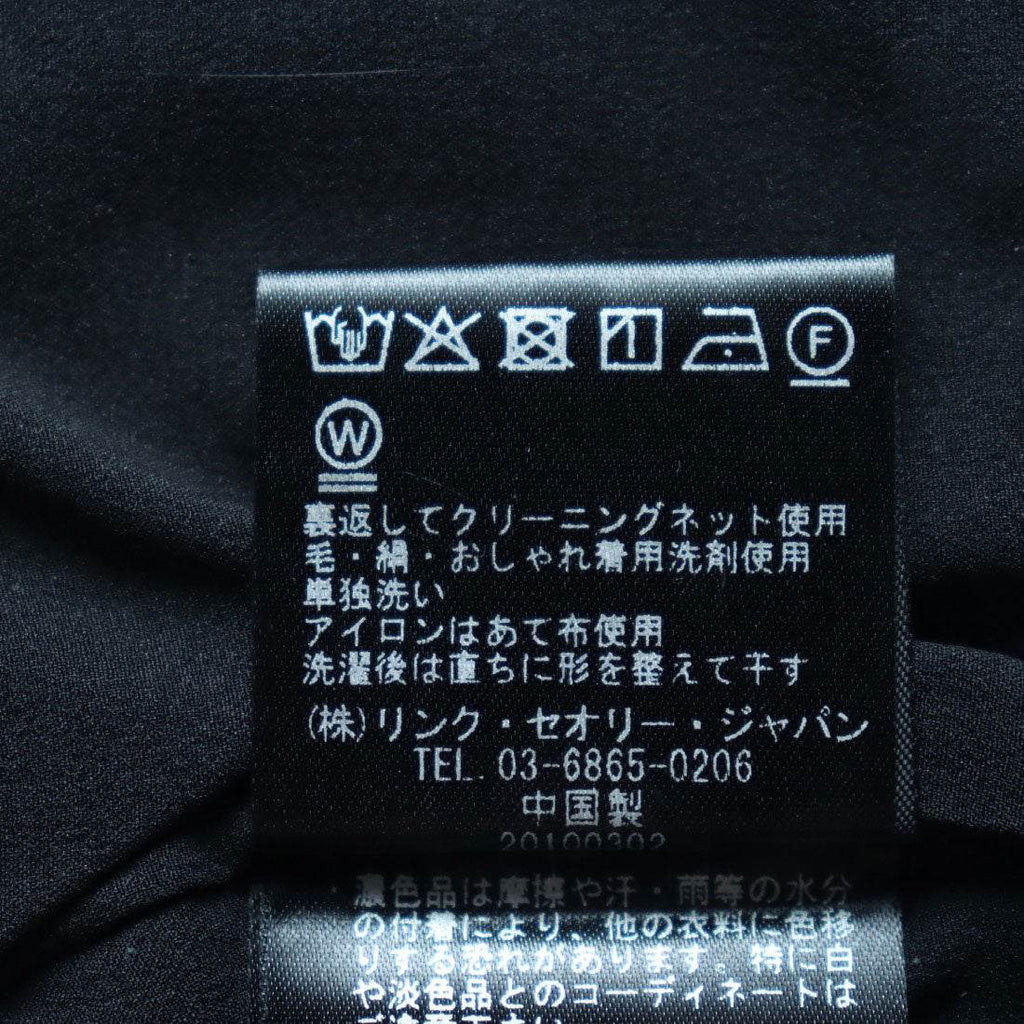 F
W
裏返してクリーニングネット使用
毛・絹・おしゃれ着用洗剤使用
単独洗い
アイロンはあて布使用
洗濯後は直ちに形を整えて干す
(株)リンク・セオリー・ジャパン
TEL. 03-6865-0206
中国製
20100302
・濃色品は摩擦や汗・雨等の水分
の付着により、他の衣料に色移
りする恐れがあります。特に白
や淡色品とのコーディネートは